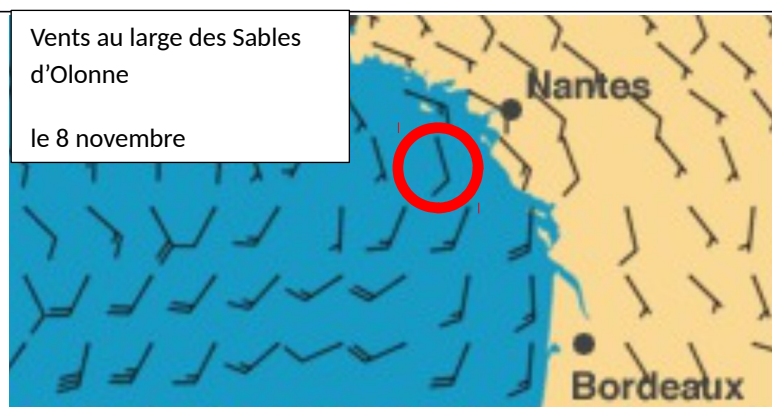 Vents au large des Sables
d’Olonne
le 8 novembre
Nantes
Bordeaux